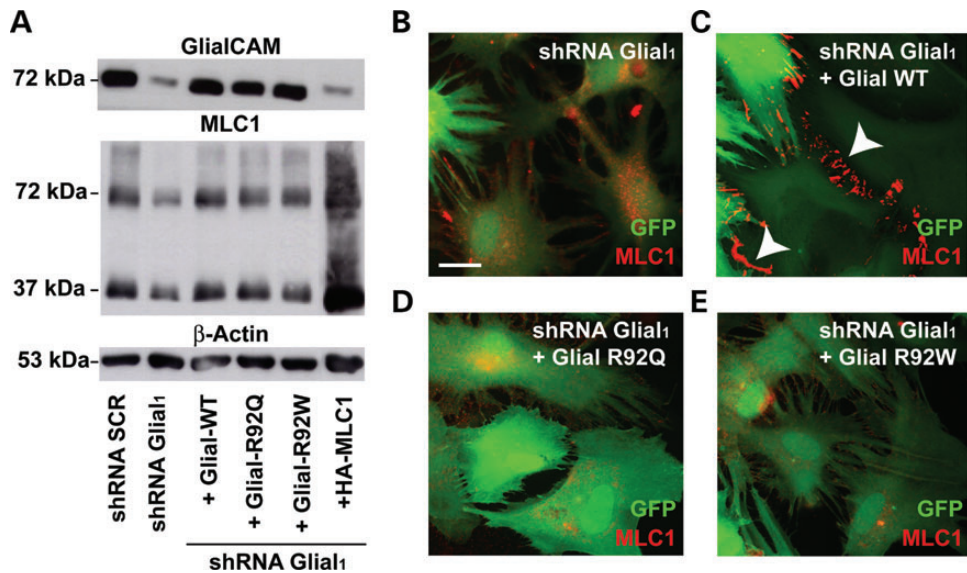 A
GlialCAM
72 kDa-
MLC1
72 kDa-
37 kDa-
β-Actin
53 kDa-
shRNA SCR
shRNA Glial1
+ Glial-WT
+ Glial-R92Q
+ Glial-R92W
+HA-MLC1
shRNA Glial1
B
shRNA Glial1
GFP
MLC1
C
shRNA Glial1
+ Glial WT
GFP
MLC1
D
shRNA Glial1
+ Glial R92Q
GFP
MLC1
E
shRNA Glial1
+ Glial R92W
GFP
MLC1